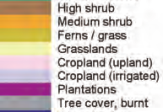 High shrub
Medium shrub
Ferns / grass
Grasslands
Cropland (upland)
Cropland (irrigated)
Plantations
Tree cover, burnt